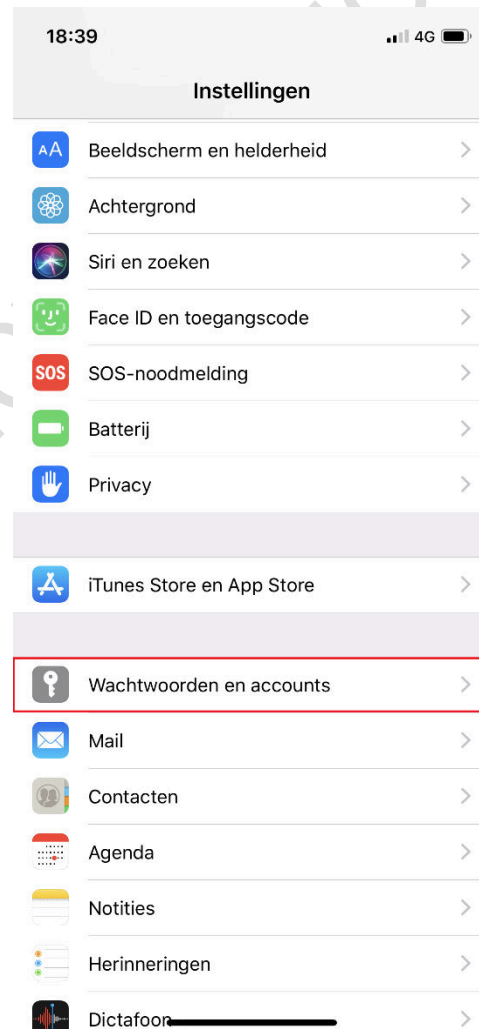 18:39
4G
Instellingen
AA
Beeldscherm en helderheid
Achtergrond
Siri en zoeken
Face ID en toegangscode
SOS
SOS-noodmelding
Batterij
Privacy
iTunes Store en App Store
Wachtwoorden en accounts
Mail
Contacten
Agenda
Notities
Herinneringen
Dictafoon